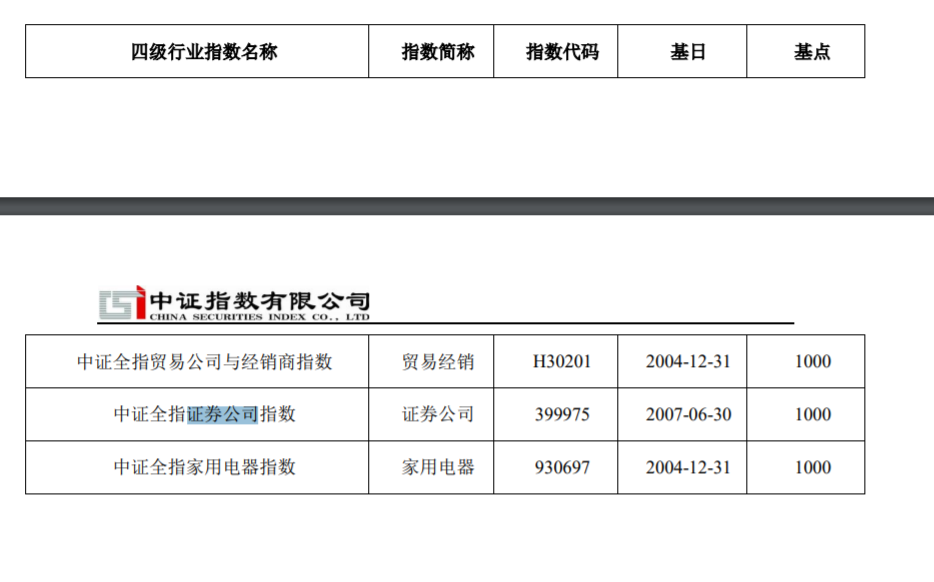 四级行业指数名称 指数简称 指数代码 基日 基点
中证指数有限公司
CHINA SECURITIES INDEX CO., LTD
中证全指贸易公司与经销商指数 贸易经销 H30201 2004-12-31 1000
中证全指证券公司指数 证券公司 399975 2007-06-30 1000
中证全指家用电器指数 家用电器 930697 2004-12-31 1000